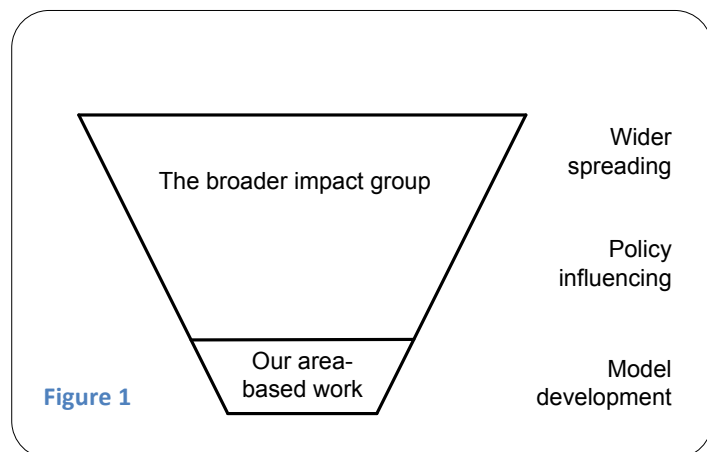 The broader impact group
Wider
spreading
Policy
influencing
Our area-
based work
Model
development
Figure 1